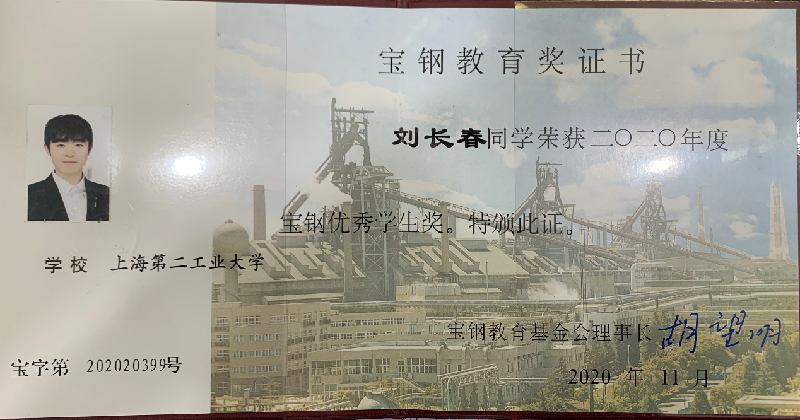 宝钢教育奖证书
刘长春同学荣获二〇二〇年度
宝钢优秀学生奖。特颁此证。
学校 上海第二工业大学
宝钢教育基金会理事长 胡望明
宝字第 202020399号
2020 年 11 月